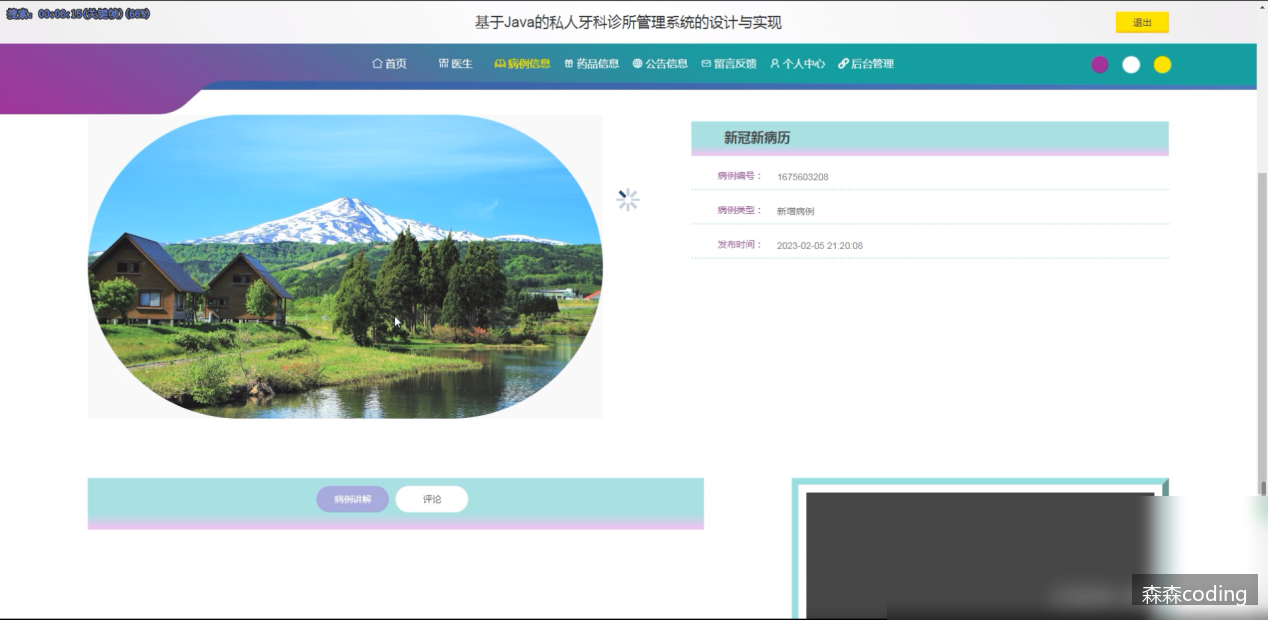 搜索: 00:06:15(关键帧) (66%)
基于Java的私人牙科诊所管理系统的设计与实现
退出
首页 医生 病例信息 药品信息 公告信息 留言反馈 个人中心 后台管理
新冠新病历
病例编号： 1675603208
病例类型： 新增病例
发布时间： 2023-02-05 21:20:08
病例讲解 评论
森森coding